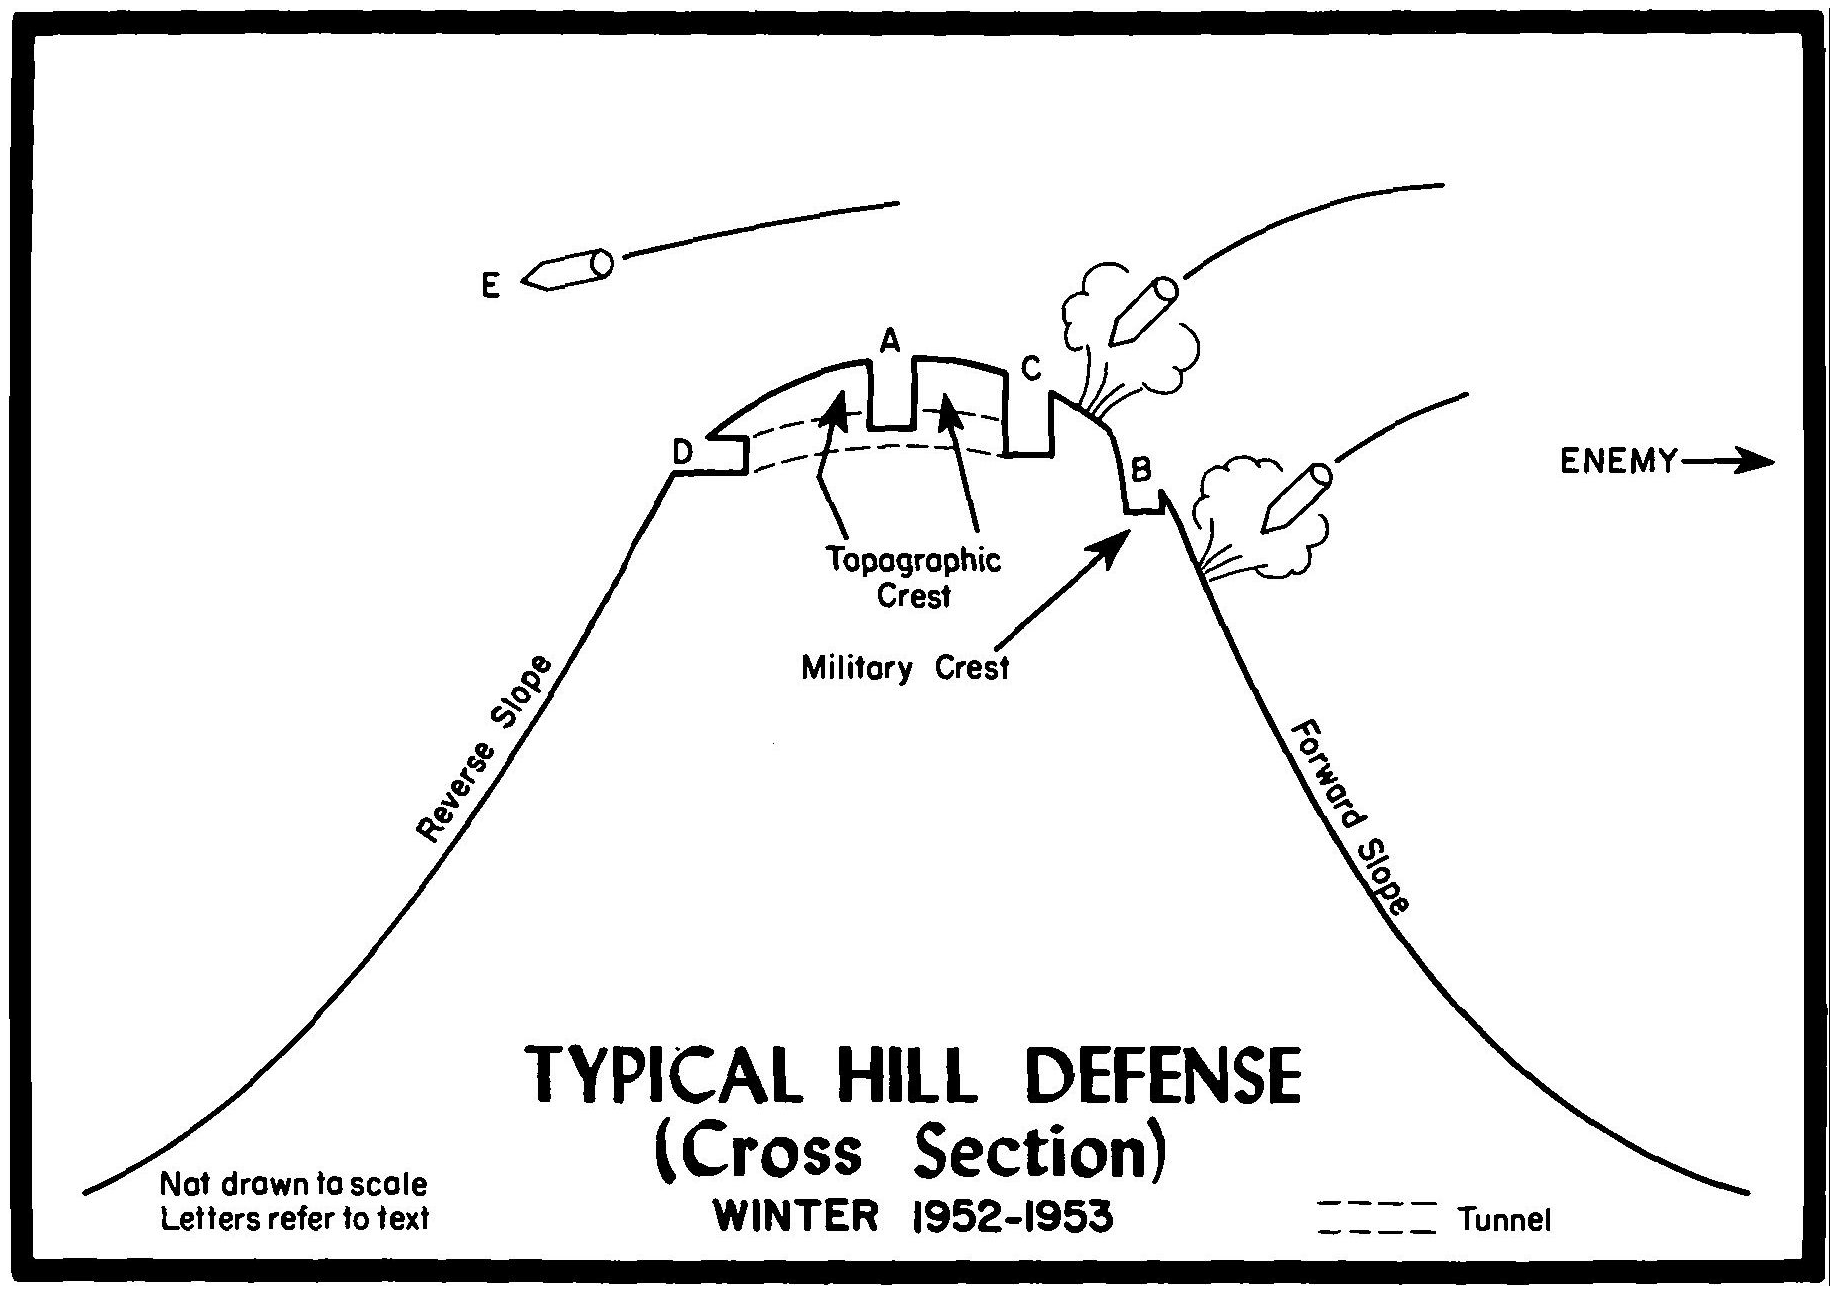 E
A
C
D
B
ENEMY
Topographic
Crest
Military Crest
Reverse Slope
Forward Slope
TYPICAL HILL DEFENSE
(Cross Section)
WINTER 1952-1953
Not drawn to scale
Letters refer to text
Tunnel